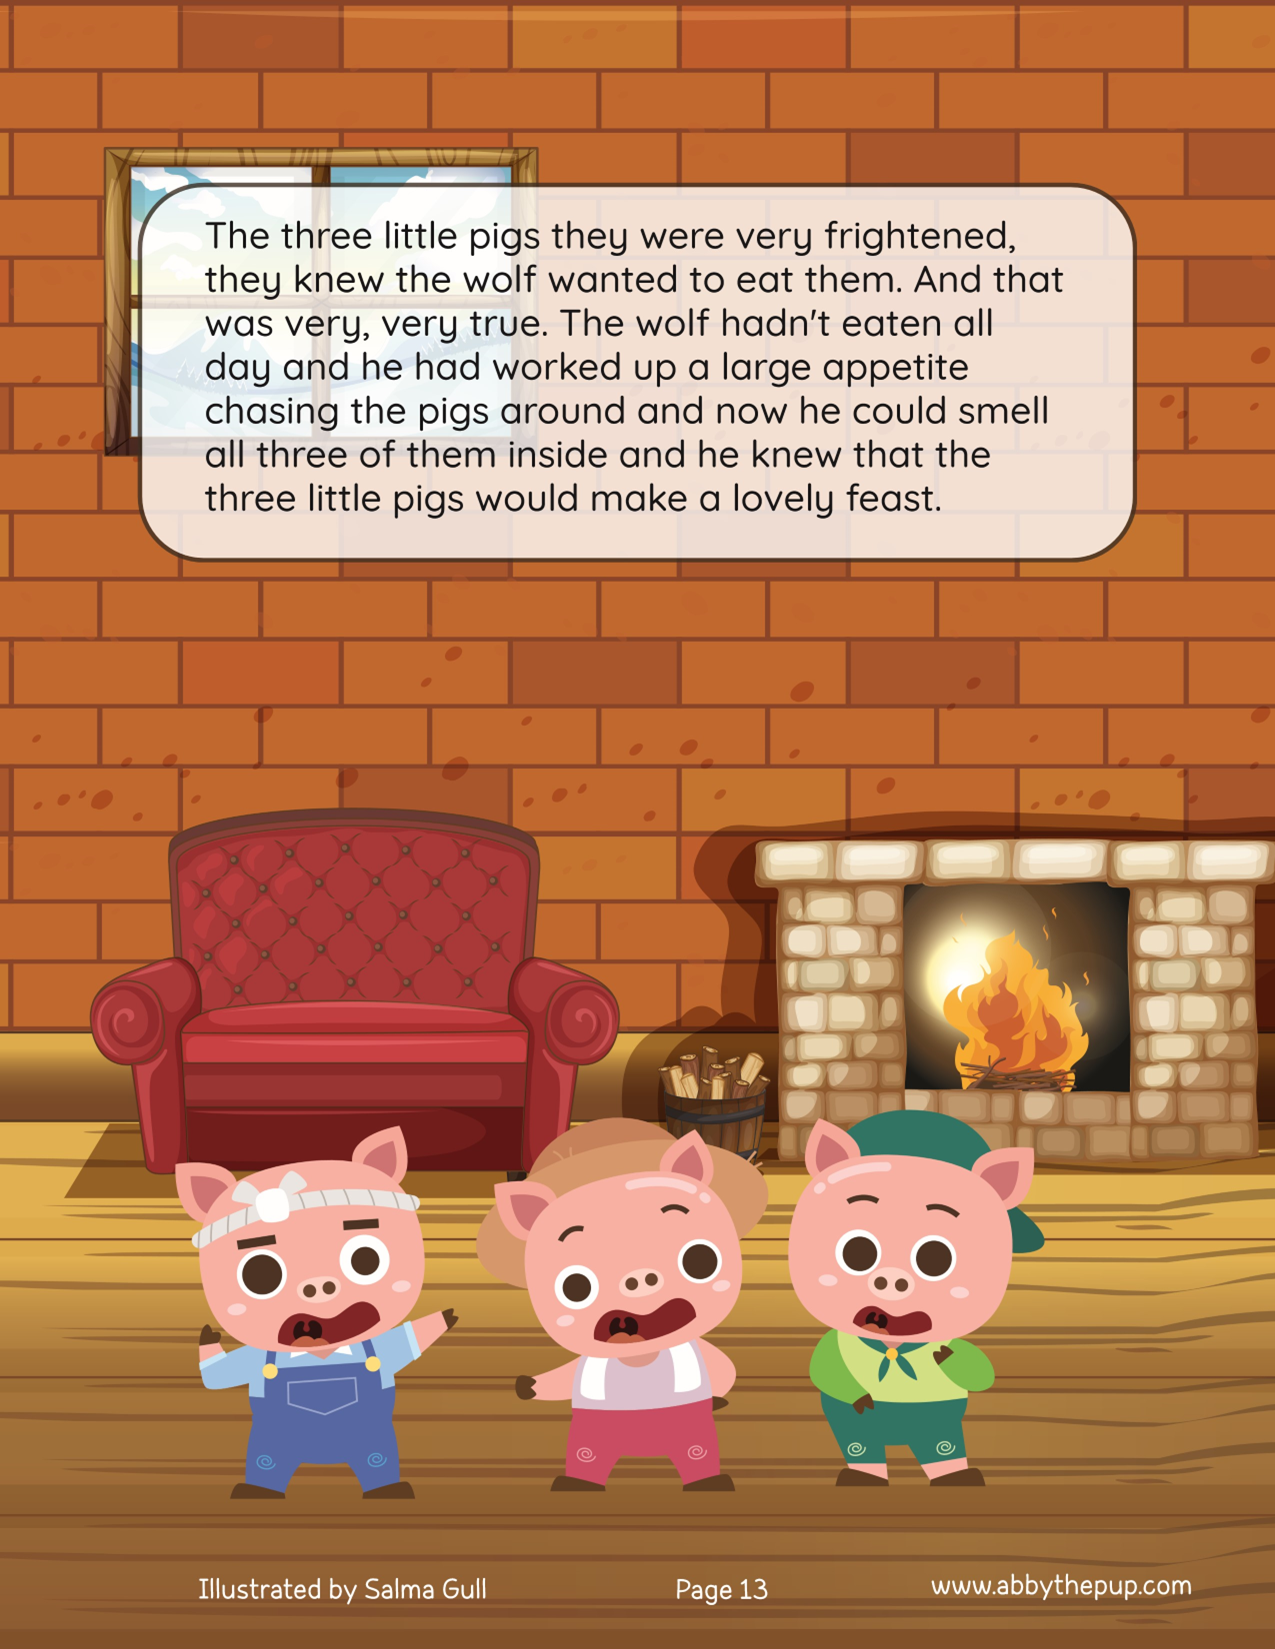 The three little pigs they were very frightened,
they knew the wolf wanted to eat them. And that
was very, very true. The wolf hadn't eaten all
day and he had worked up a large appetite
chasing the pigs around and now he could smell
all three of them inside and he knew that the
three little pigs would make a lovely feast.
Illustrated by Salma Gull
Page 13
www.abbythepup.com